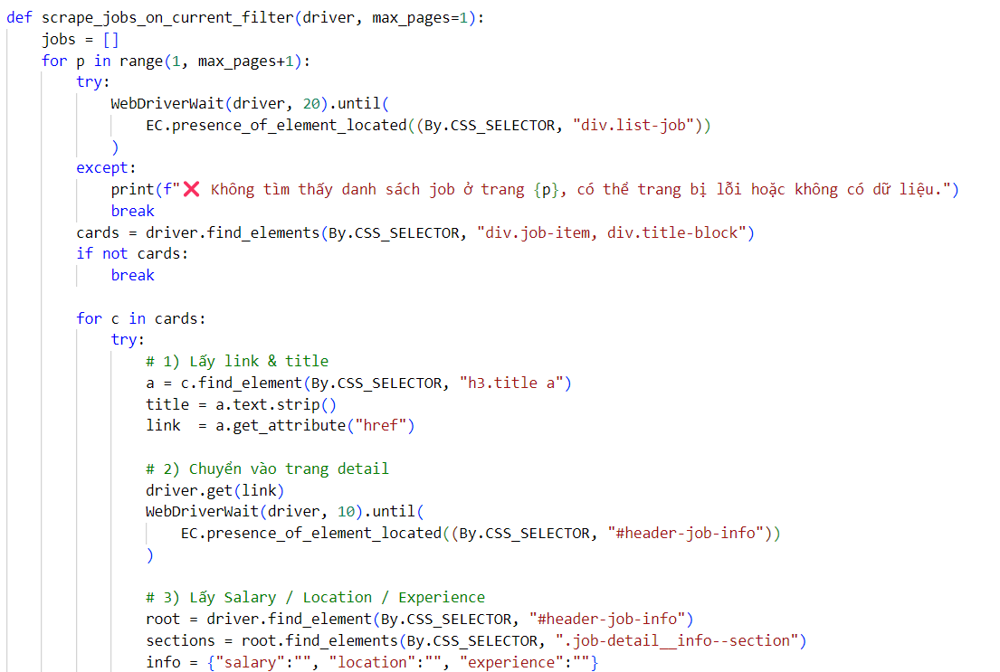 def scrape_jobs_on_current_filter(driver, max_pages=1):
    jobs = []
    for p in range(1, max_pages+1):
        try:
            WebDriverWait(driver, 20).until(
                EC.presence_of_element_located((By.CSS_SELECTOR, "div.list-job"))
            )
        except:
            print(f"❌ Không tìm thấy danh sách job ở trang {p}, có thể trang bị lỗi hoặc không có dữ liệu.")
            break
        cards = driver.find_elements(By.CSS_SELECTOR, "div.job-item, div.title-block")
        if not cards:
            break

        for c in cards:
            try:
                # 1) Lấy link & title
                a = c.find_element(By.CSS_SELECTOR, "h3.title a")
                title = a.text.strip()
                link  = a.get_attribute("href")

                # 2) Chuyển vào trang detail
                driver.get(link)
                WebDriverWait(driver, 10).until(
                    EC.presence_of_element_located((By.CSS_SELECTOR, "#header-job-info"))
                )

                # 3) Lấy Salary / Location / Experience
                root = driver.find_element(By.CSS_SELECTOR, "#header-job-info")
                sections = root.find_elements(By.CSS_SELECTOR, ".job-detail__info--section")
                info = {"salary":"", "location":"", "experience":""}